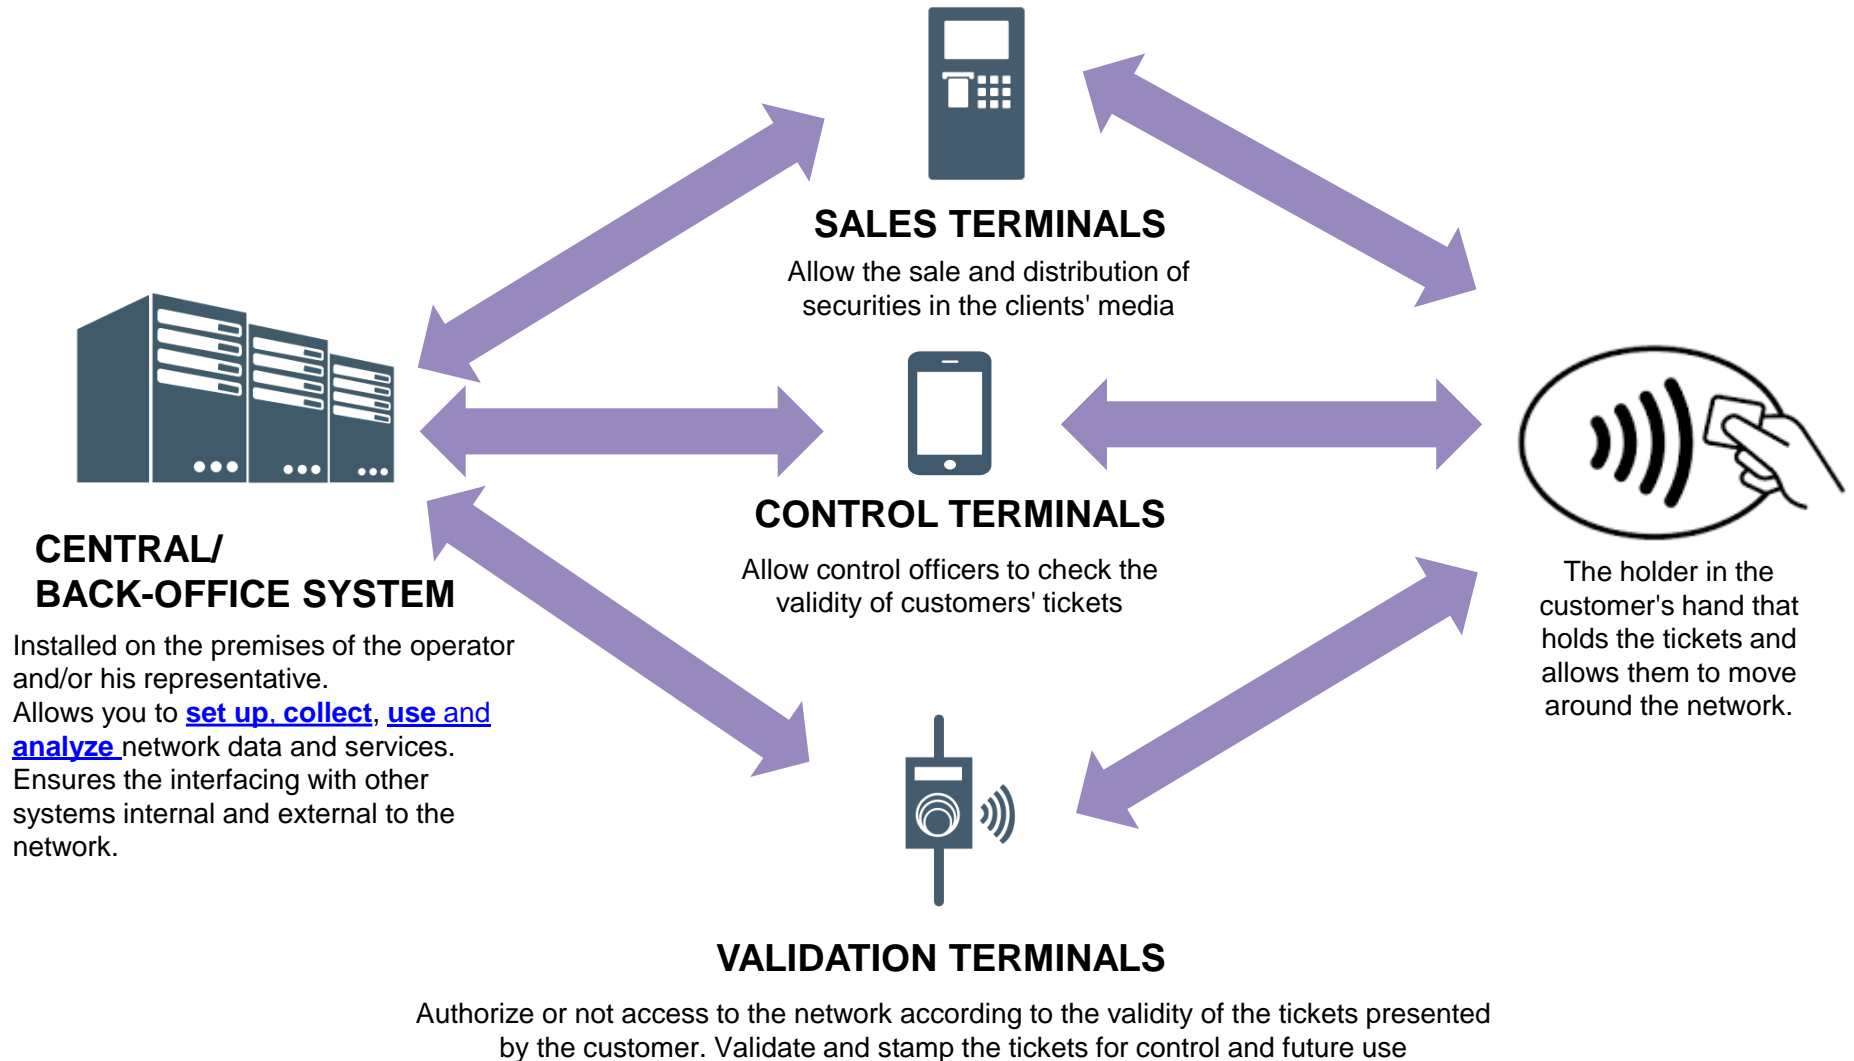 SALES TERMINALS
Allow the sale and distribution of
securities in the clients' media
CENTRAL/
BACK-OFFICE SYSTEM
Installed on the premises of the operator
and/or his representative.
Allows you to set up, collect, use and
analyze network data and services.
Ensures the interfacing with other
systems internal and external to the
network.
CONTROL TERMINALS
Allow control officers to check the
validity of customers' tickets
The holder in the
customer's hand that
holds the tickets and
allows them to move
around the network.
VALIDATION TERMINALS
Authorize or not access to the network according to the validity of the tickets presented
by the customer. Validate and stamp the tickets for control and future use